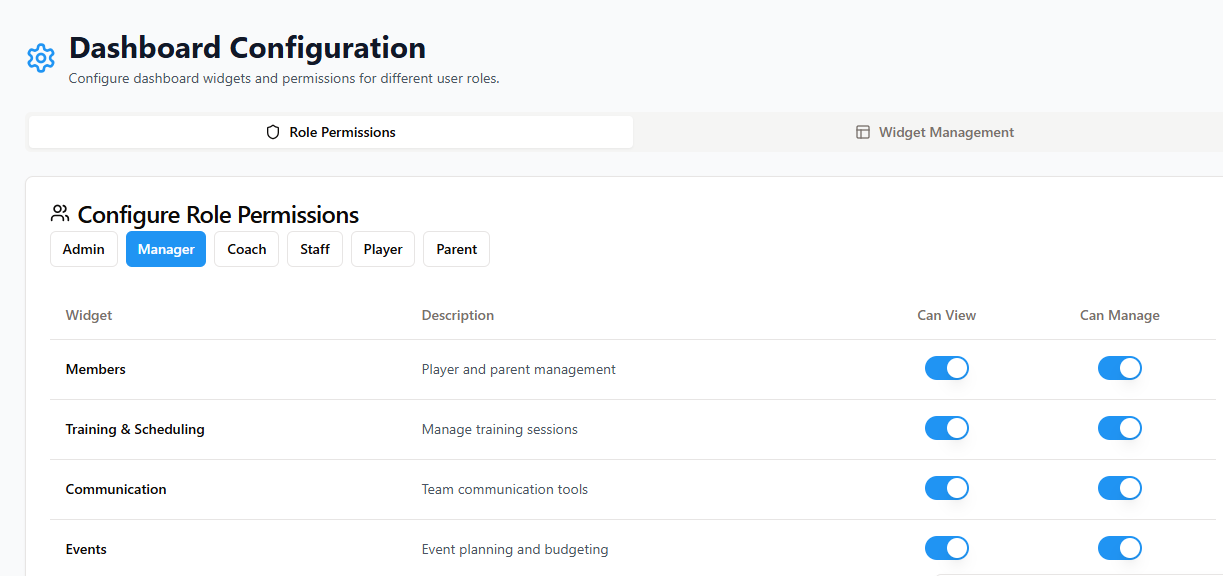 Dashboard Configuration
Configure dashboard widgets and permissions for different user roles.
Role Permissions Widget Management
Configure Role Permissions
Admin Manager Coach Staff Player Parent
Widget Description Can View Can Manage
Members Player and parent management
Training & Scheduling Manage training sessions
Communication Team communication tools
Events Event planning and budgeting